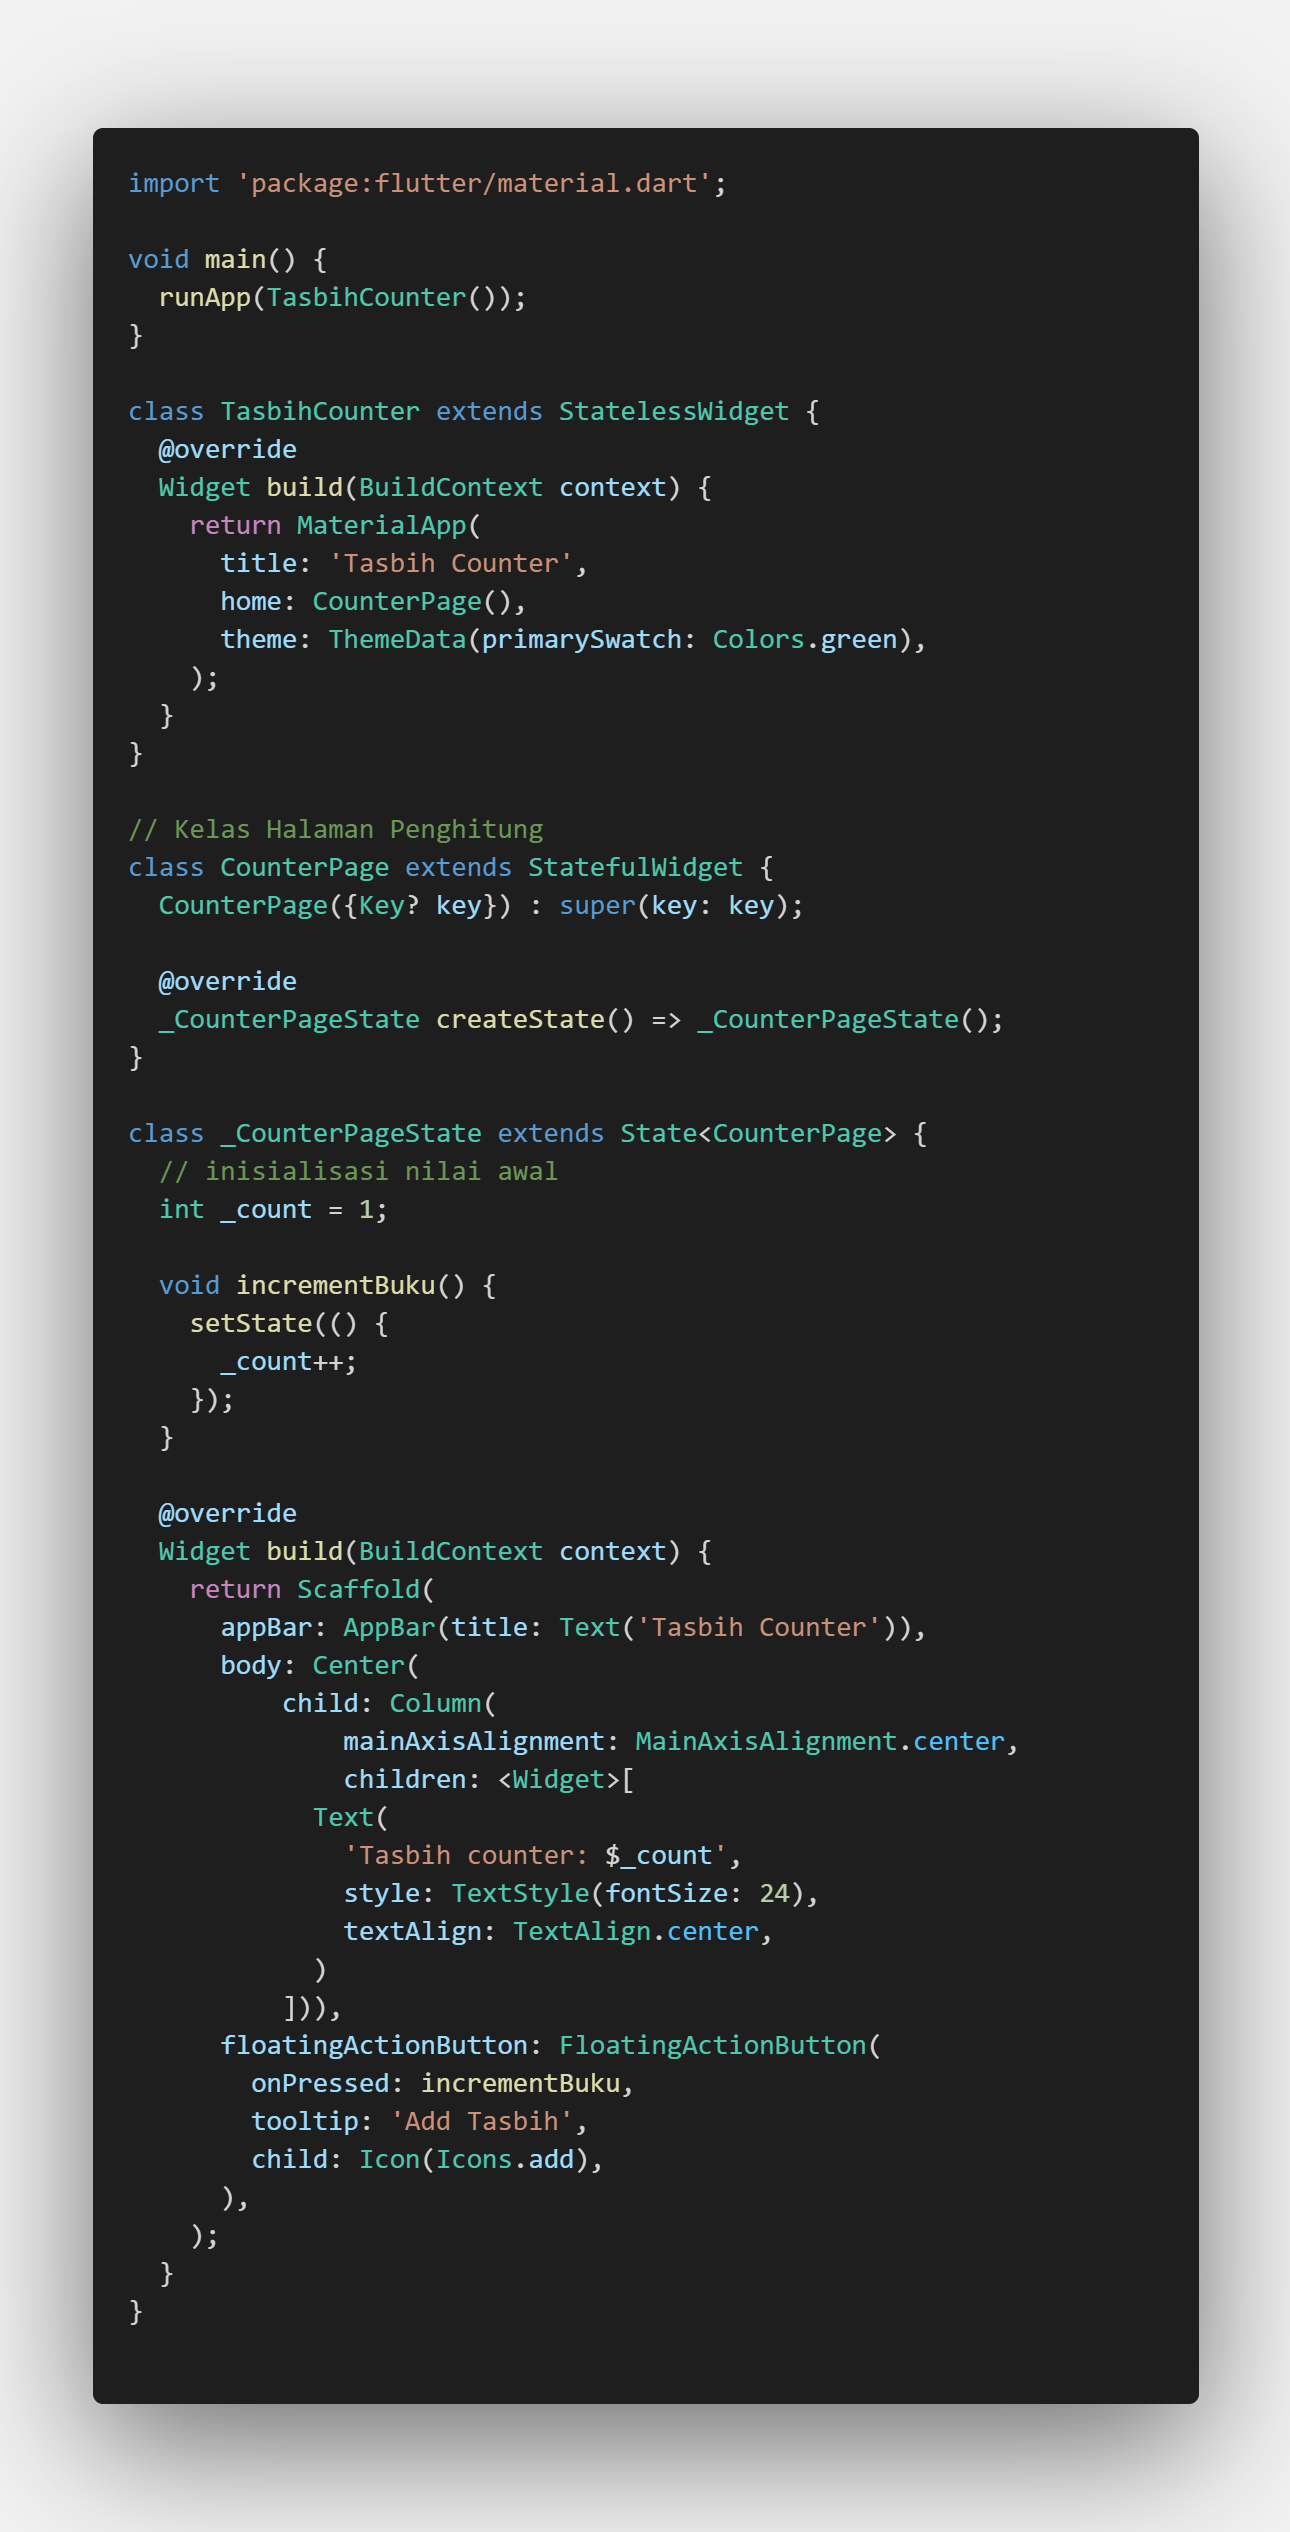 import 'package:flutter/material.dart';

void main() {
  runApp(TasbihCounter());
}

class TasbihCounter extends StatelessWidget {
  @override
  Widget build(BuildContext context) {
    return MaterialApp(
      title: 'Tasbih Counter',
      home: CounterPage(),
      theme: ThemeData(primarySwatch: Colors.green),
    );
  }
}

// Kelas Halaman Penghitung
class CounterPage extends StatefulWidget {
  CounterPage({Key? key}) : super(key: key);

  @override
  _CounterPageState createState() => _CounterPageState();
}

class _CounterPageState extends State<CounterPage> {
  // inisialisasi nilai awal
  int _count = 1;

  void incrementBuku() {
    setState(() {
      _count++;
    });
  }

  @override
  Widget build(BuildContext context) {
    return Scaffold(
      appBar: AppBar(title: Text('Tasbih Counter')),
      body: Center(
          child: Column(
              mainAxisAlignment: MainAxisAlignment.center,
              children: <Widget>[
            Text(
              'Tasbih counter: $_count',
              style: TextStyle(fontSize: 24),
              textAlign: TextAlign.center,
            )
          ])),
      floatingActionButton: FloatingActionButton(
        onPressed: incrementBuku,
        tooltip: 'Add Tasbih',
        child: Icon(Icons.add),
      ),
    );
  }
}